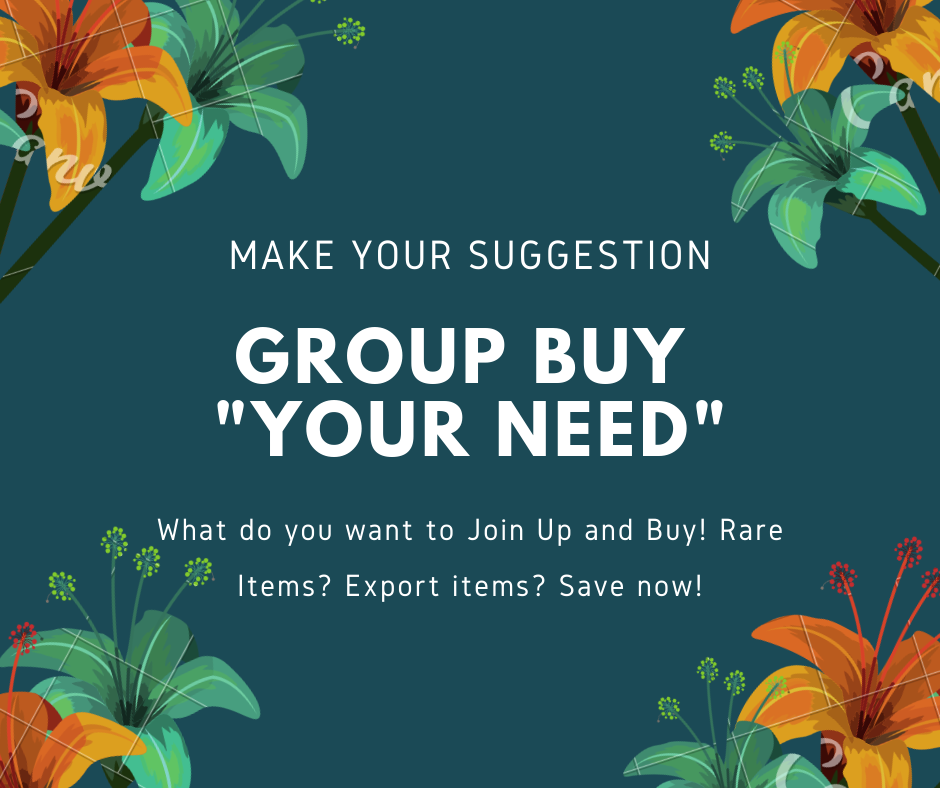 MAKE YOUR SUGGESTION
GROUP BUY
"YOUR NEED"
What do you want to Join Up and Buy! Rare
Items? Export items? Save now!